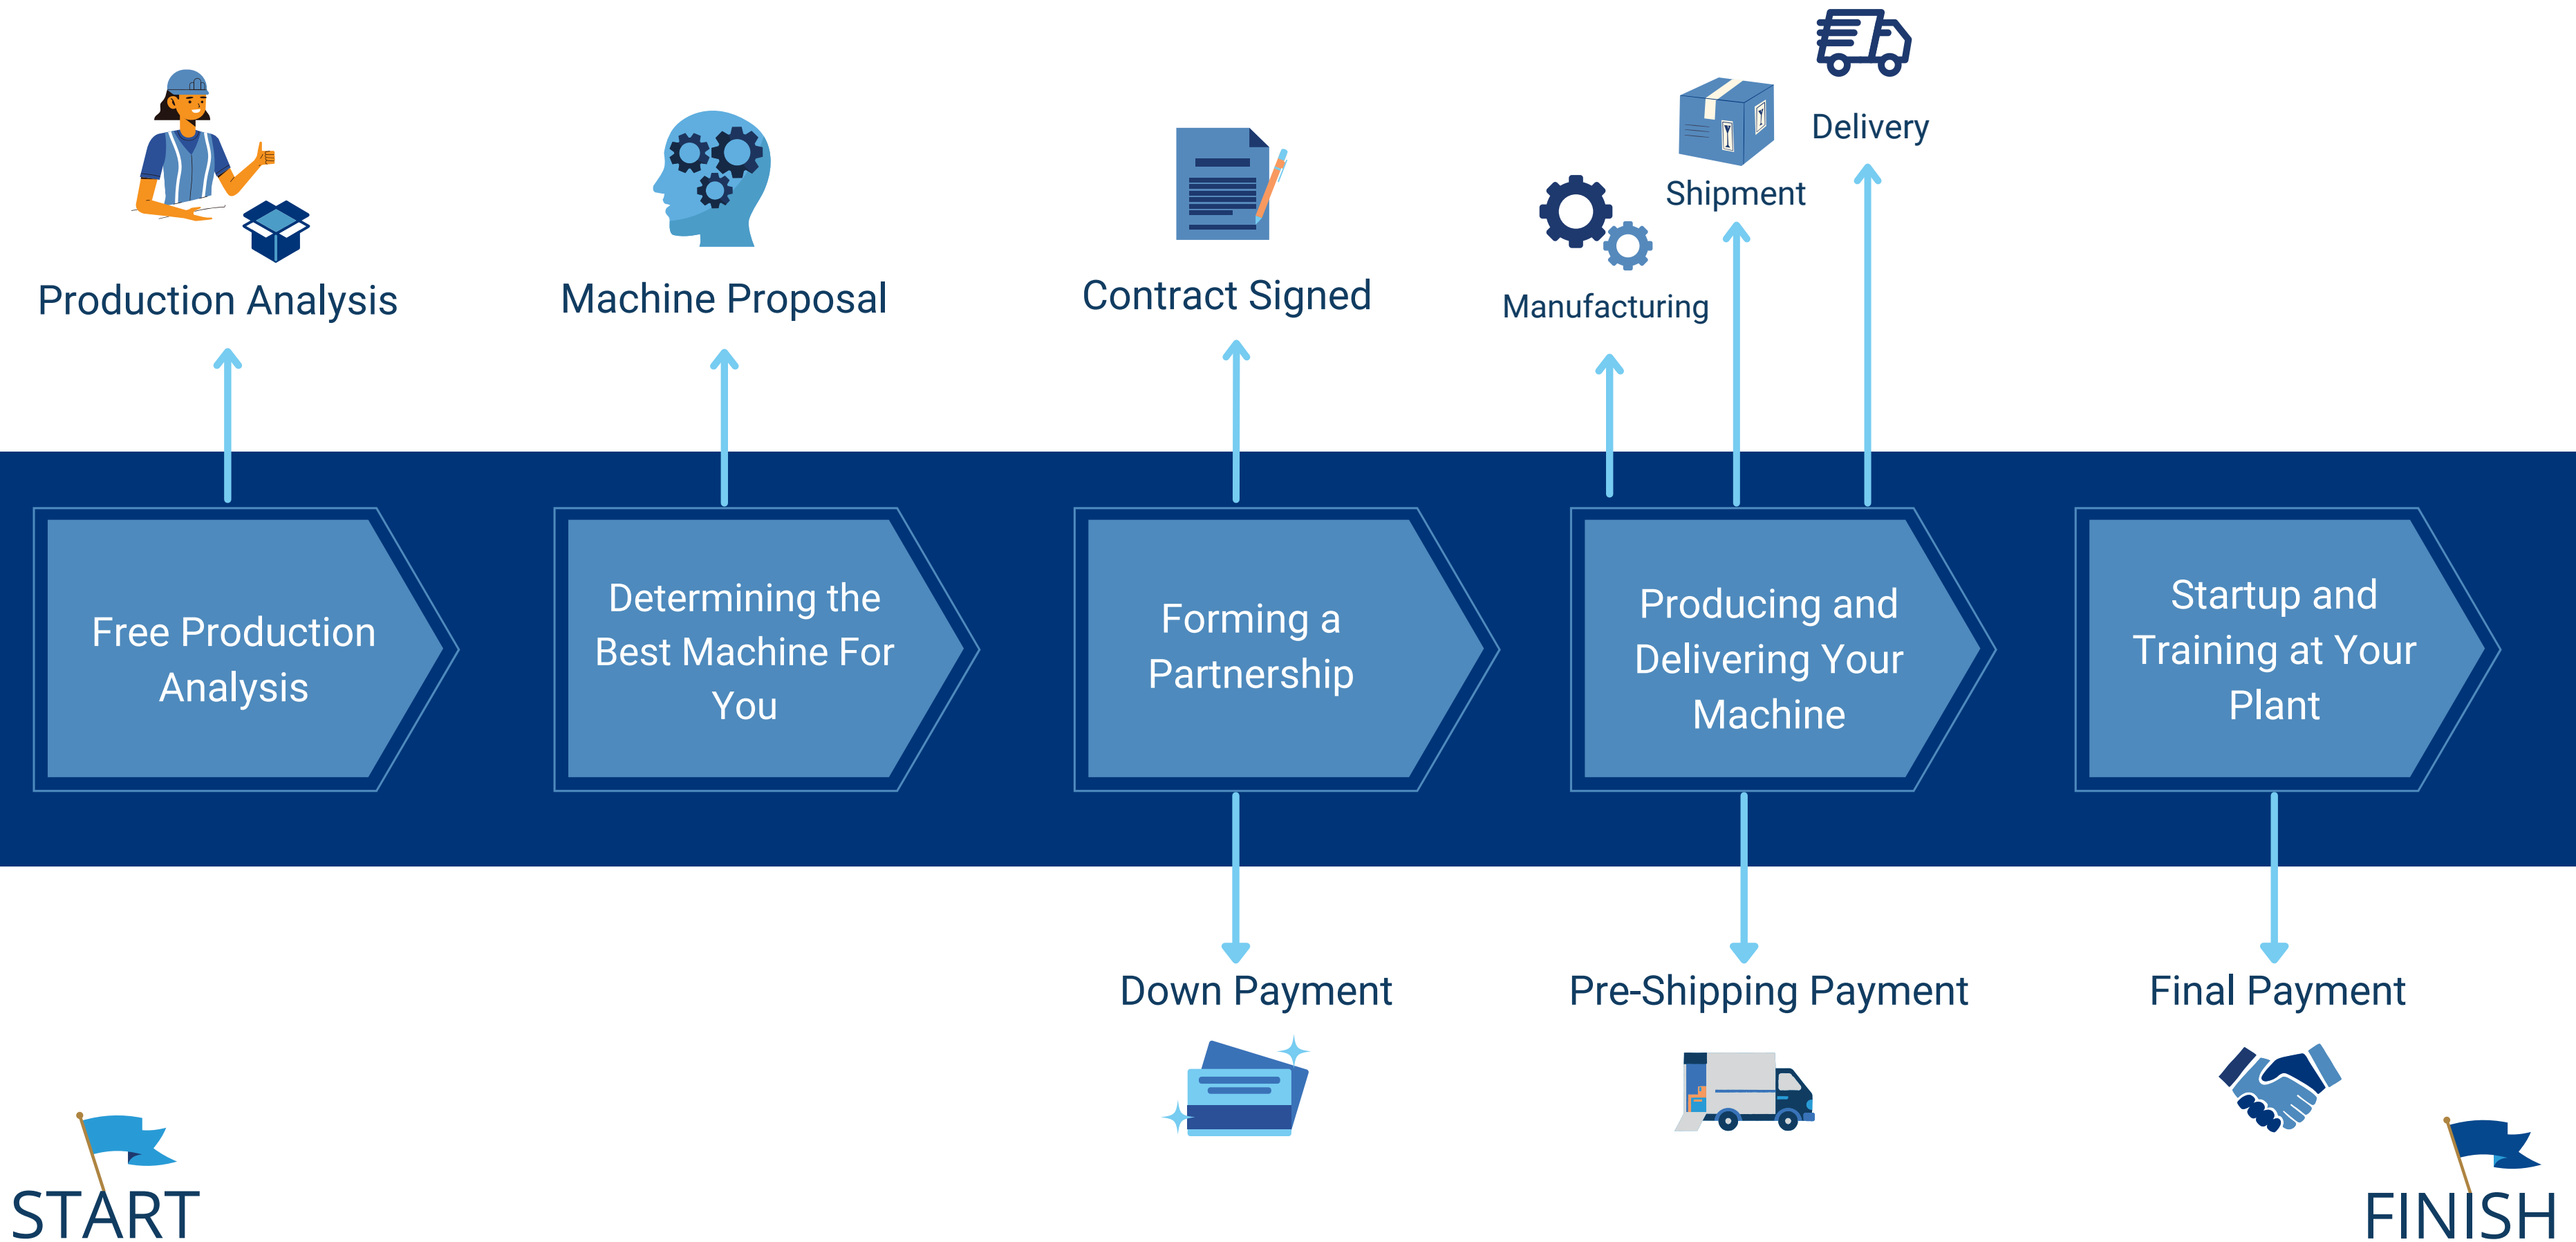 Delivery
Shipment
Production Analysis
Machine Proposal
Contract Signed
Manufacturing
Free Production
Analysis
Determining the
Best Machine For
You
Forming a
Partnership
Producing and
Delivering Your
Machine
Startup and
Training at Your
Plant
Down Payment
Pre-Shipping Payment
Final Payment
START
FINISH